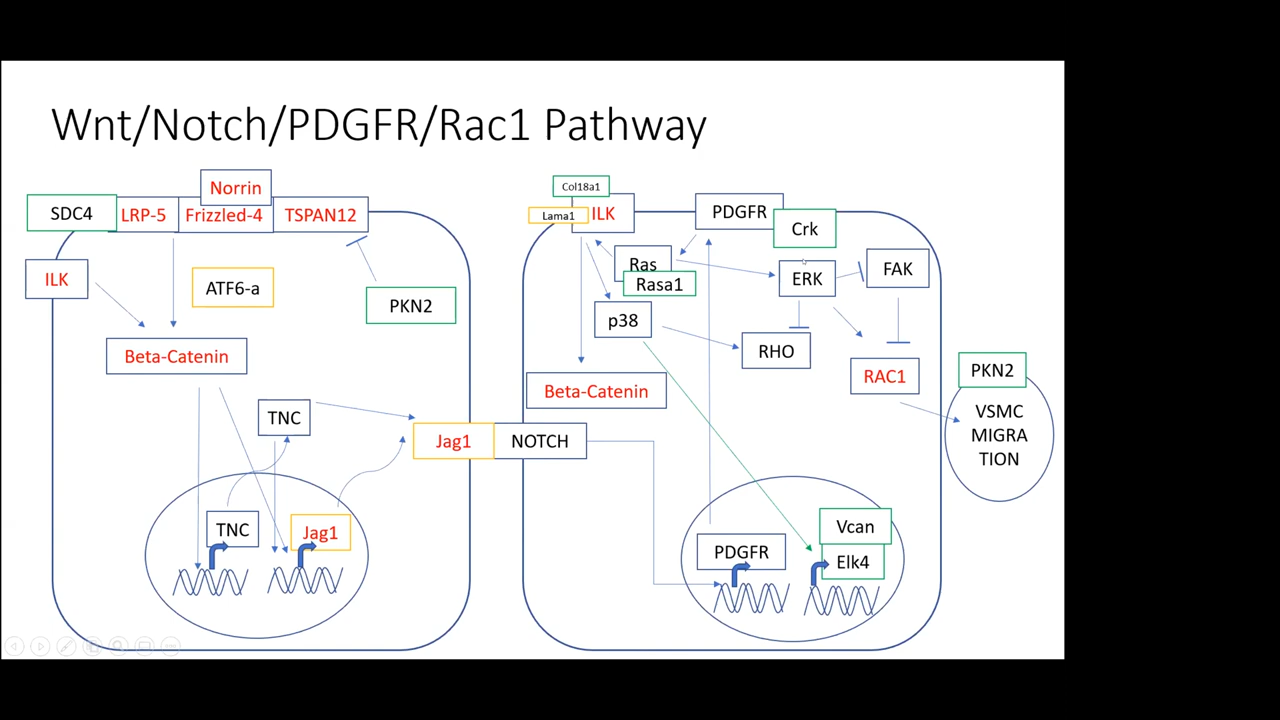 Wnt/Notch/PDGFR/Rac1 Pathway
Norrin
SDC4
LRP-5
Frizzled-4
TSPAN12
ILK
ATF6-a
PKN2
Beta-Catenin
TNC
TNC
Jag1
Jag1
NOTCH
Col18a1
Lama1
ILK
PDGFR
Crk
Ras
Rasa1
ERK
FAK
p38
RHO
RAC1
Beta-Catenin
PKN2
VSMC
MIGRA
TION
PDGFR
Vcan
Elk4